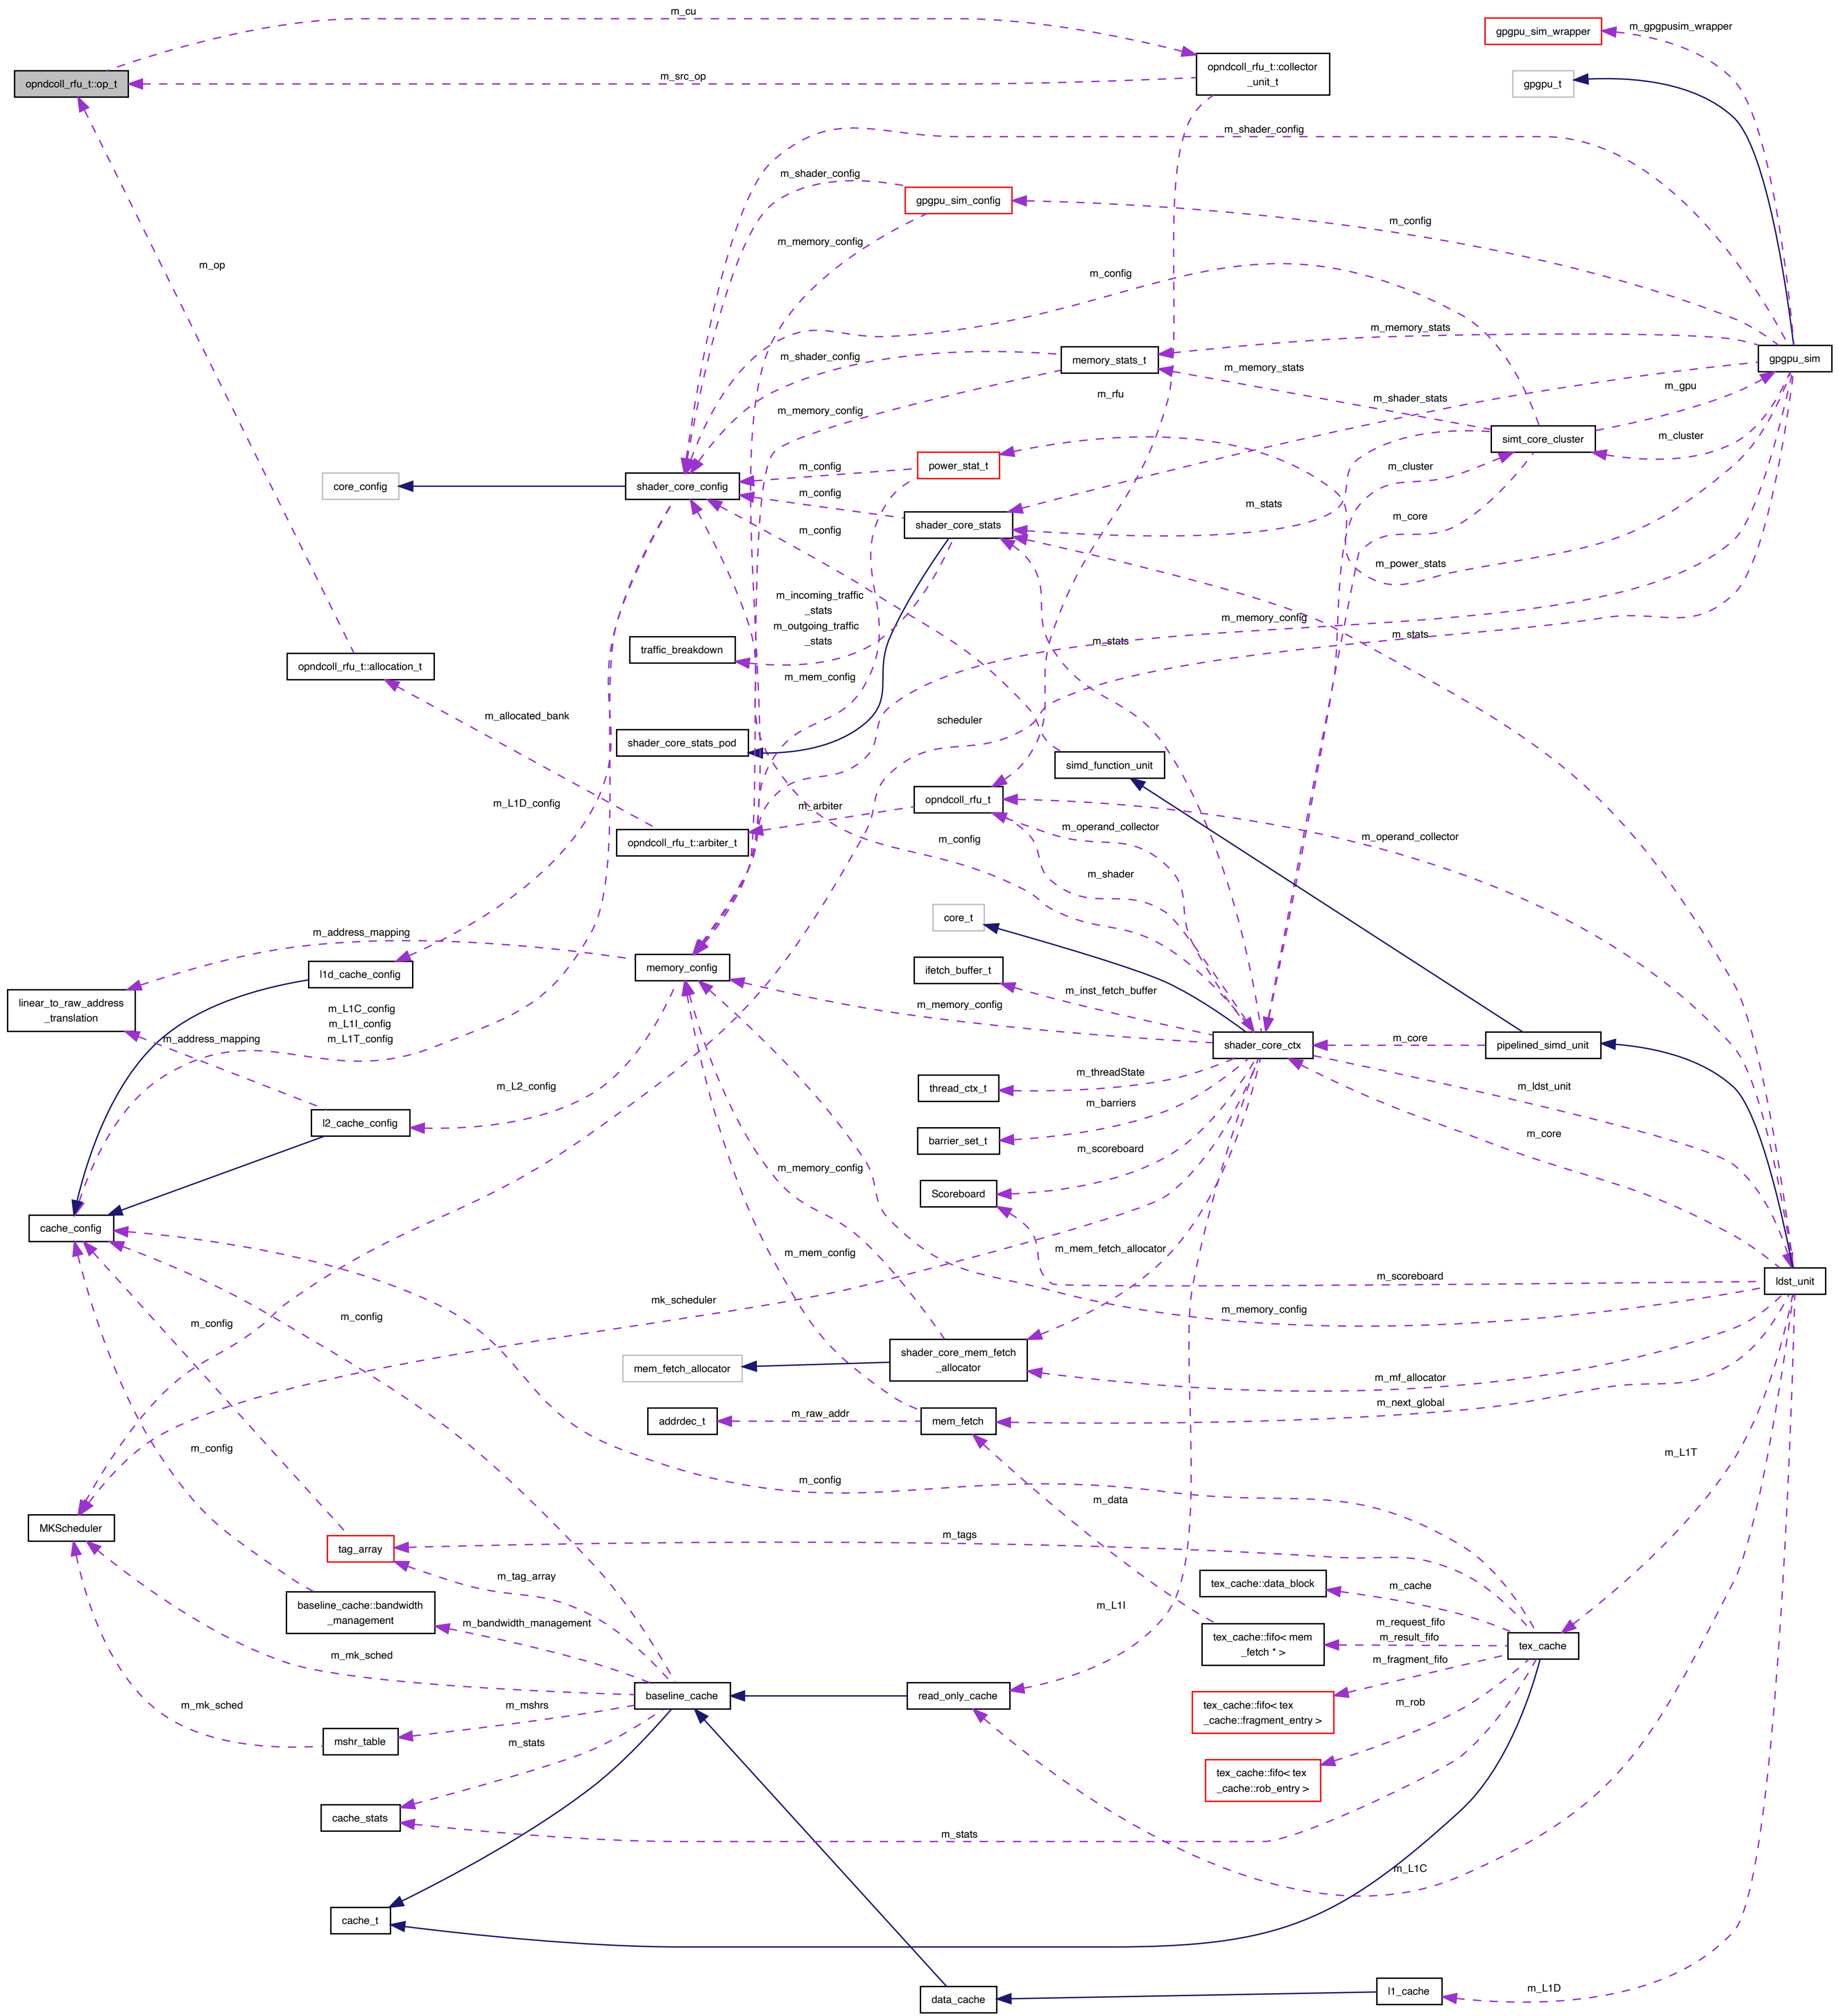 m_cu
m_gpgpusim_wrapper
gpgpu_sim_wrapper
opndcoll_rfu_t::collector
_unit_t
m_src_op
opndcoll_rfu_t::op_t
gpgpu_t
m_shader_config
m_shader_config
gpgpu_sim_config
m_config
m_memory_config
m_op
m_config
m_memory_stats
m_shader_config
memory_stats_t
gpgpu_sim
m_memory_stats
m_gpu
m_rfu
m_shader_stats
m_memory_config
m_cluster
simt_core_cluster
m_config
power_stat_t
m_cluster
core_config
shader_core_config
m_config
m_stats
m_core
shader_core_stats
m_config
m_power_stats
m_incoming_traffic
_stats
m_outgoing_traffic
_stats
m_memory_config
m_stats
m_stats
traffic_breakdown
opndcoll_rfu_t::allocation_t
m_mem_config
m_allocated_bank
scheduler
shader_core_stats_pod
simd_function_unit
m_L1D_config
m_arbiter
opndcoll_rfu_t
m_operand_collector
m_operand_collector
opndcoll_rfu_t::arbiter_t
m_config
m_shader
core_t
m_address_mapping
memory_config
l1d_cache_config
ifetch_buffer_t
m_inst_fetch_buffer
linear_to_raw_address
_translation
m_memory_config
m_L1C_config
m_L1I_config
m_L1T_config
m_address_mapping
shader_core_ctx
m_core
pipelined_simd_unit
m_threadState
thread_ctx_t
m_ldst_unit
m_L2_config
m_barriers
l2_cache_config
barrier_set_t
m_core
m_scoreboard
m_memory_config
Scoreboard
cache_config
m_mem_config
m_mem_fetch_allocator
m_scoreboard
ldst_unit
mk_scheduler
m_memory_config
m_config
m_config
shader_core_mem_fetch
_allocator
mem_fetch_allocator
m_mf_allocator
m_next_global
m_raw_addr
addrdec_t
mem_fetch
m_config
m_L1T
m_config
m_data
MKScheduler
m_tags
tag_array
m_tag_array
tex_cache::data_block
m_cache
baseline_cache::bandwidth
_management
m_bandwidth_management
m_L1I
m_request_fifo
m_result_fifo
tex_cache::fifo< mem
_fetch * >
tex_cache
m_mk_sched
m_fragment_fifo
baseline_cache
read_only_cache
m_mk_sched
m_mshrs
tex_cache::fifo< tex
_cache::fragment_entry >
m_rob
mshr_table
m_stats
tex_cache::fifo< tex
_cache::rob_entry >
cache_stats
m_stats
m_L1C
cache_t
m_L1D
l1_cache
data_cache